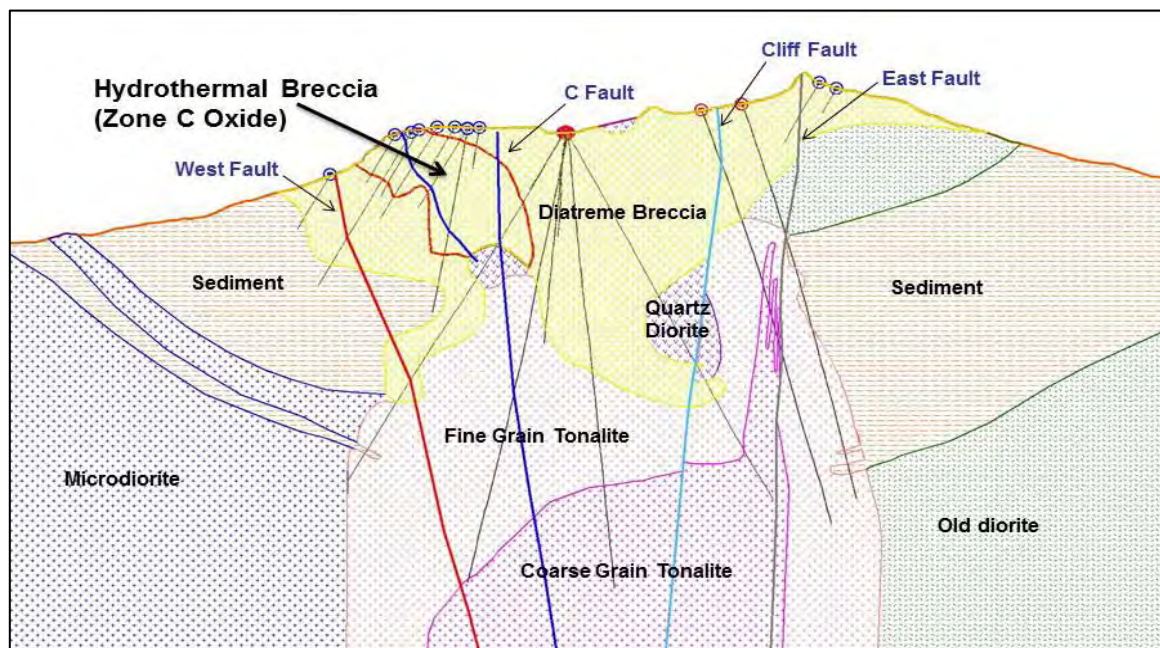 Cliff Fault
East Fault
Hydrothermal Breccia
(Zone C Oxide)
C Fault
West Fault
Diatreme Breccia
Sediment
Sediment
Quartz
Diorite
Fine Grain Tonalite
Microdiorite
Old diorite
Coarse Grain Tonalite